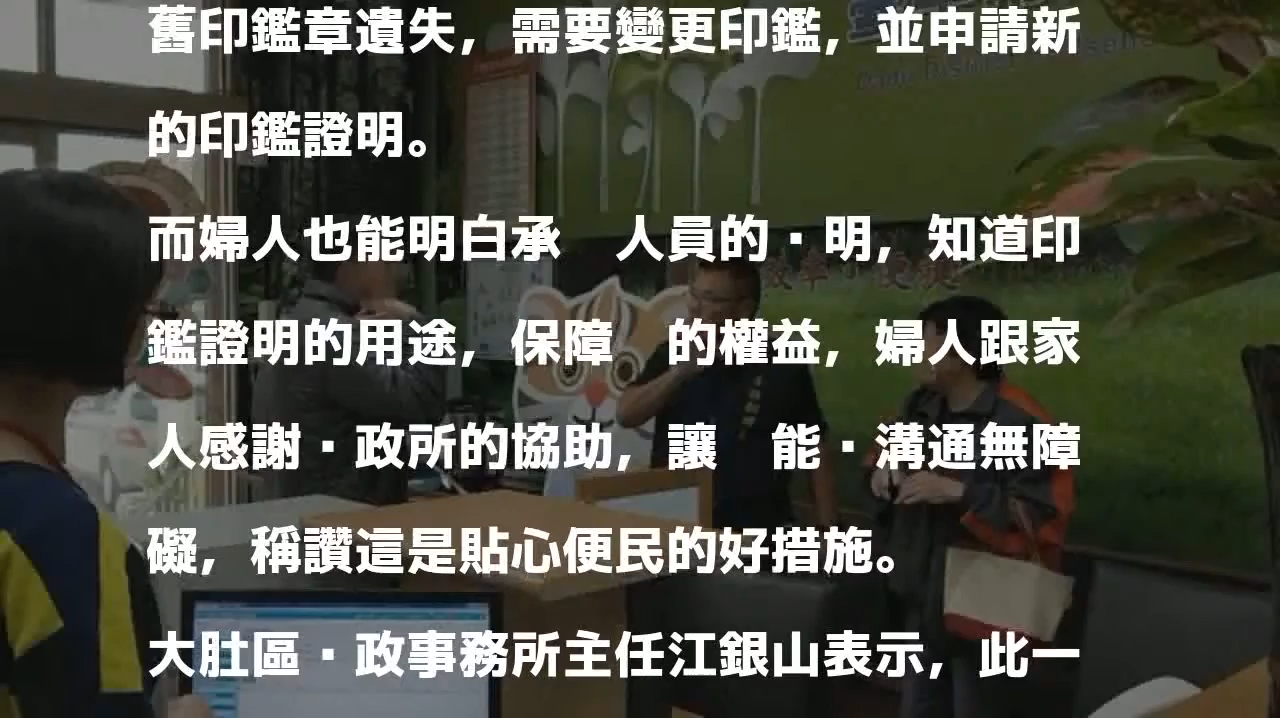 舊印鑑章遺失，需要變更印鑑，並申請新
的印鑑證明。
而婦人也能明白承　人員的·明，知道印
鑑證明的用途，保障　的權益，婦人跟家
人感謝·政所的協助，讓　能·溝通無障
礙，稱讚這是貼心便民的好措施。
大肚區·政事務所主任江銀山表示，此一